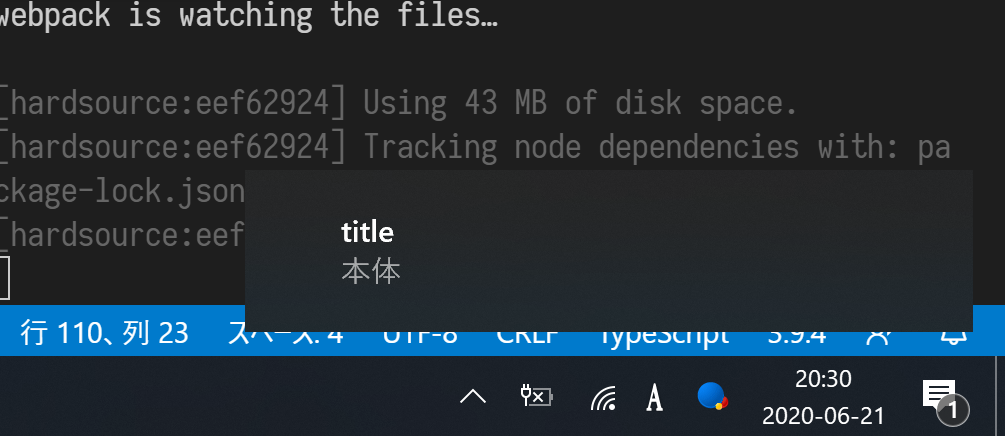 webpack is watching the files…
[hardsource:eef62924] Using 43 MB of disk space.
[hardsource:eef62924] Tracking node dependencies with: pa
ckage-lock.json
[hardsource:eef
title
本体
行 110、列 23
スペース: 4
UTF-8
CRLF
TypeScript
3.9.4
A
20:30
2020-06-21
1